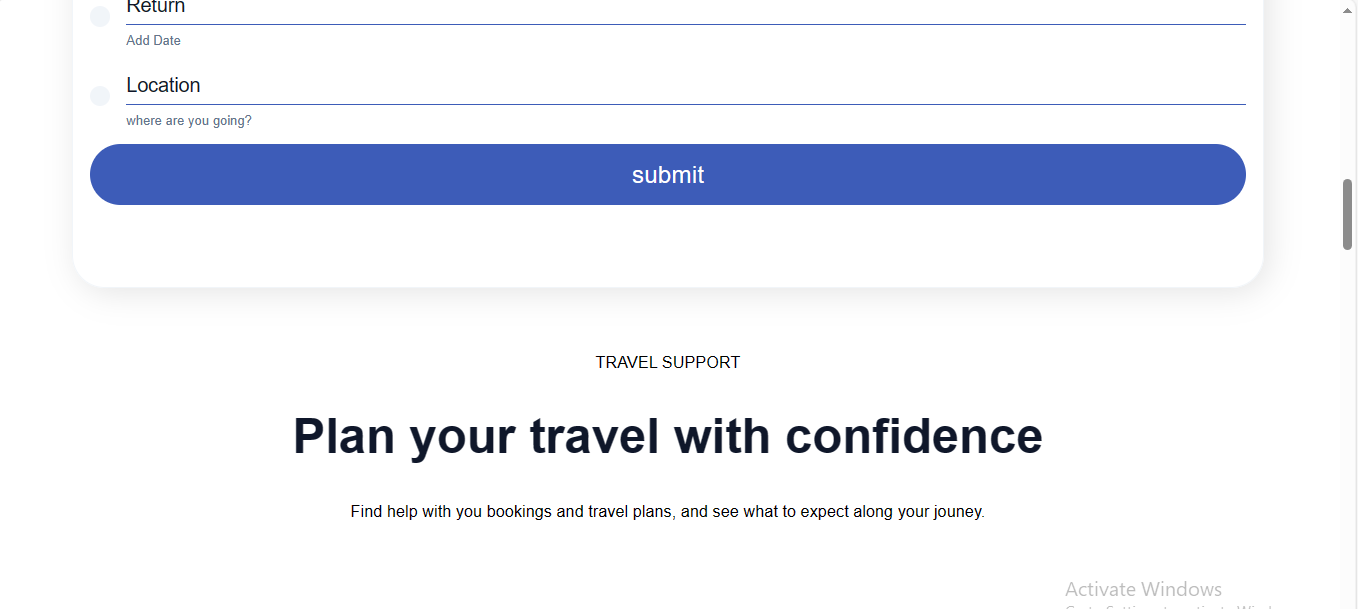 Return
Add Date
Location
where are you going?
submit
TRAVEL SUPPORT
Plan your travel with confidence
Find help with you bookings and travel plans, and see what to expect along your jouney.
Activate Windows